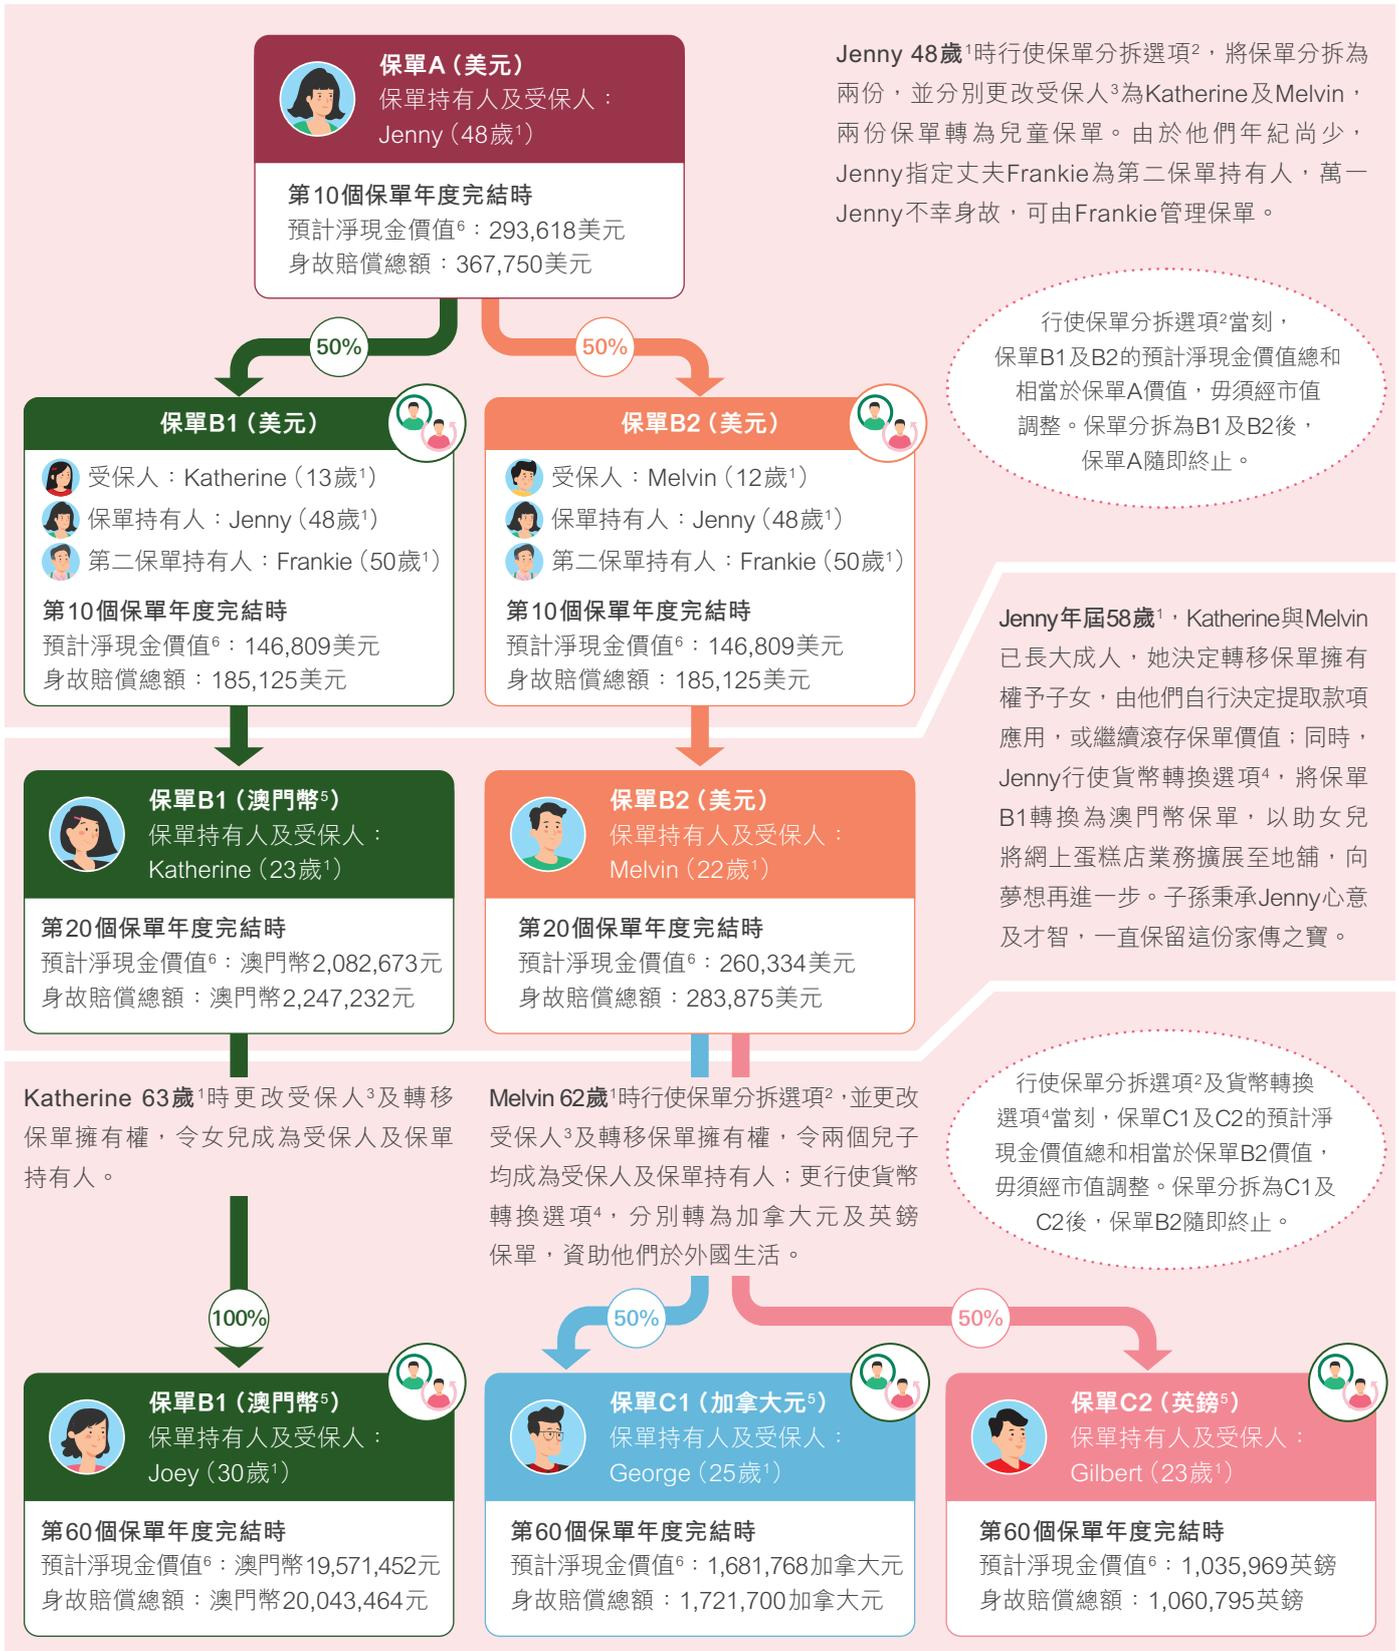 保單A（美元）
保單持有人及受保人：
Jenny（48歲¹）
第10個保單年度完結時
預計淨現金價值⁶：293,618美元
身故賠償總額：367,750美元
Jenny 48歲¹時行使保單分拆選項²，將保單分拆為
兩份，並分別更改受保人³為Katherine及Melvin，
兩份保單轉為兒童保單。由於他們年紀尚少，
Jenny指定丈夫Frankie為第二保單持有人，萬一
Jenny不幸身故，可由Frankie管理保單。
50%
50%
行使保單分拆選項²當刻，
保單B1及B2的預計淨現金價值總和
相當於保單A價值，毋須經市值
調整。保單分拆為B1及B2後，
保單A隨即終止。
保單B1（美元）
受保人：Katherine（13歲¹）
保單持有人：Jenny（48歲¹）
第二保單持有人：Frankie（50歲¹）
第10個保單年度完結時
預計淨現金價值⁶：146,809美元
身故賠償總額：185,125美元
保單B2（美元）
受保人：Melvin（12歲¹）
保單持有人：Jenny（48歲¹）
第二保單持有人：Frankie（50歲¹）
第10個保單年度完結時
預計淨現金價值⁶：146,809美元
身故賠償總額：185,125美元
Jenny年屆58歲¹，Katherine與Melvin
已長大成人，她決定轉移保單擁有
權予子女，由他們自行決定提取款項
應用，或繼續滾存保單價值；同時，
Jenny行使貨幣轉換選項⁴，將保單
B1轉換為澳門幣保單，以助女兒
將網上蛋糕店業務擴展至地舖，向
夢想再進一步。子孫秉承Jenny心意
及才智，一直保留這份家傳之寶。
保單B1（澳門幣⁵）
保單持有人及受保人：
Katherine（23歲¹）
第20個保單年度完結時
預計淨現金價值⁶：澳門幣2,082,673元
身故賠償總額：澳門幣2,247,232元
保單B2（美元）
保單持有人及受保人：
Melvin（22歲¹）
第20個保單年度完結時
預計淨現金價值⁶：260,334美元
身故賠償總額：283,875美元
Katherine 63歲¹時更改受保人³及轉移
保單擁有權，令女兒成為受保人及保單
持有人。
Melvin 62歲¹時行使保單分拆選項²，並更改
受保人³及轉移保單擁有權，令兩個兒子
均成為受保人及保單持有人；更行使貨幣
轉換選項⁴，分別轉為加拿大元及英鎊
保單，資助他們於外國生活。
行使保單分拆選項²及貨幣轉換
選項⁴當刻，保單C1及C2的預計淨
現金價值總和相當於保單B2價值，
毋須經市值調整。保單分拆為C1及
C2後，保單B2隨即終止。
100%
50%
50%
保單B1（澳門幣⁵）
保單持有人及受保人：
Joey（30歲¹）
第60個保單年度完結時
預計淨現金價值⁶：澳門幣19,571,452元
身故賠償總額：澳門幣20,043,464元
保單C1（加拿大元⁵）
保單持有人及受保人：
George（25歲¹）
第60個保單年度完結時
預計淨現金價值⁶：1,681,768加拿大元
身故賠償總額：1,721,700加拿大元
保單C2（英鎊⁵）
保單持有人及受保人：
Gilbert（23歲¹）
第60個保單年度完結時
預計淨現金價值⁶：1,035,969英鎊
身故賠償總額：1,060,795英鎊